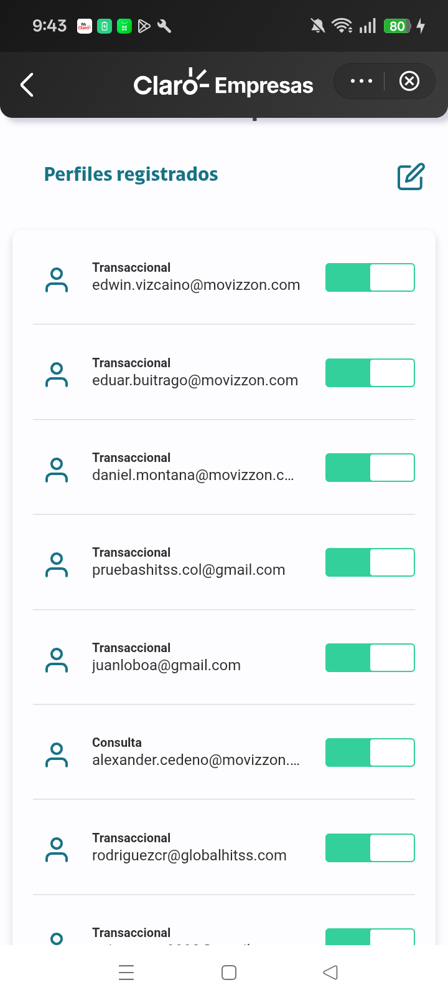 9:43
80
Claro- Empresas
Perfiles registrados
Transaccional
edwin.vizcaino@movizzon.com
Transaccional
eduar.buitrago@movizzon.com
Transaccional
daniel.montana@movizzon.c...
Transaccional
pruebashitss.col@gmail.com
Transaccional
juanloboa@gmail.com
Consulta
alexander.cedeno@movizzon....
Transaccional
rodriguezcr@globalhitss.com
Transaccional